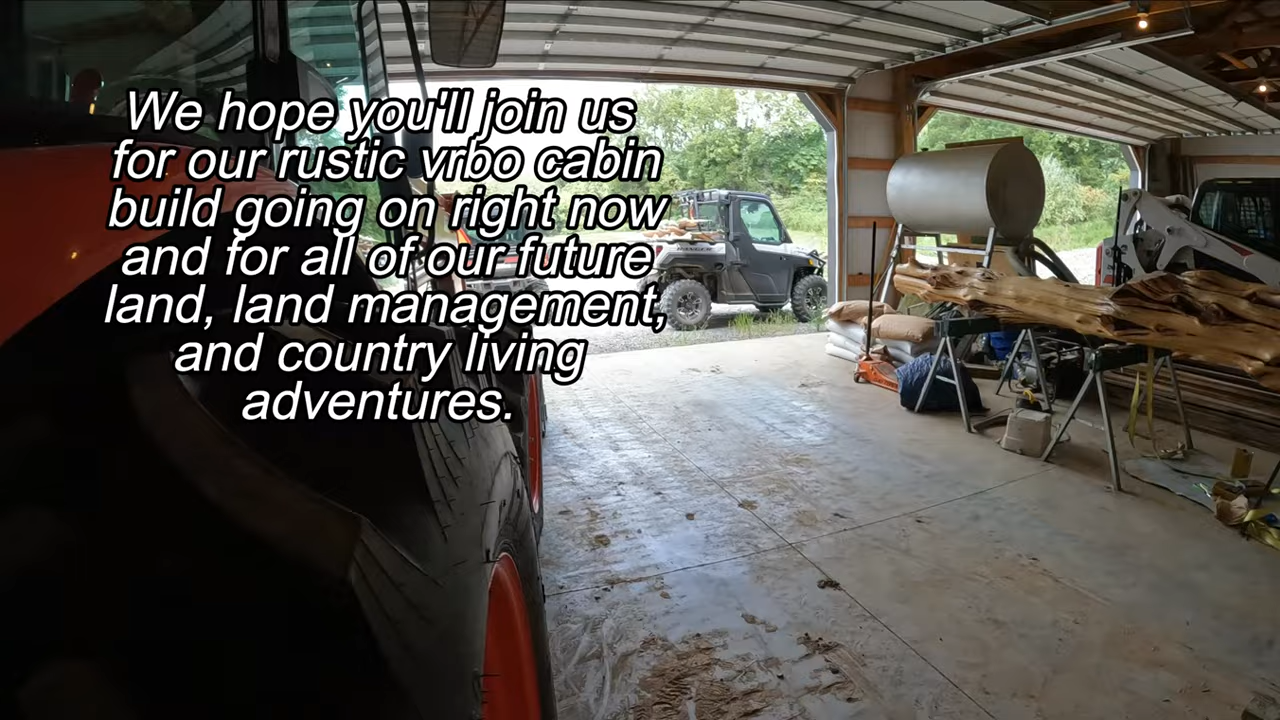 We hope you'll join us
for our rustic vrbo cabin
build going on right now
and for all of our future
land, land management,
and country living
adventures.